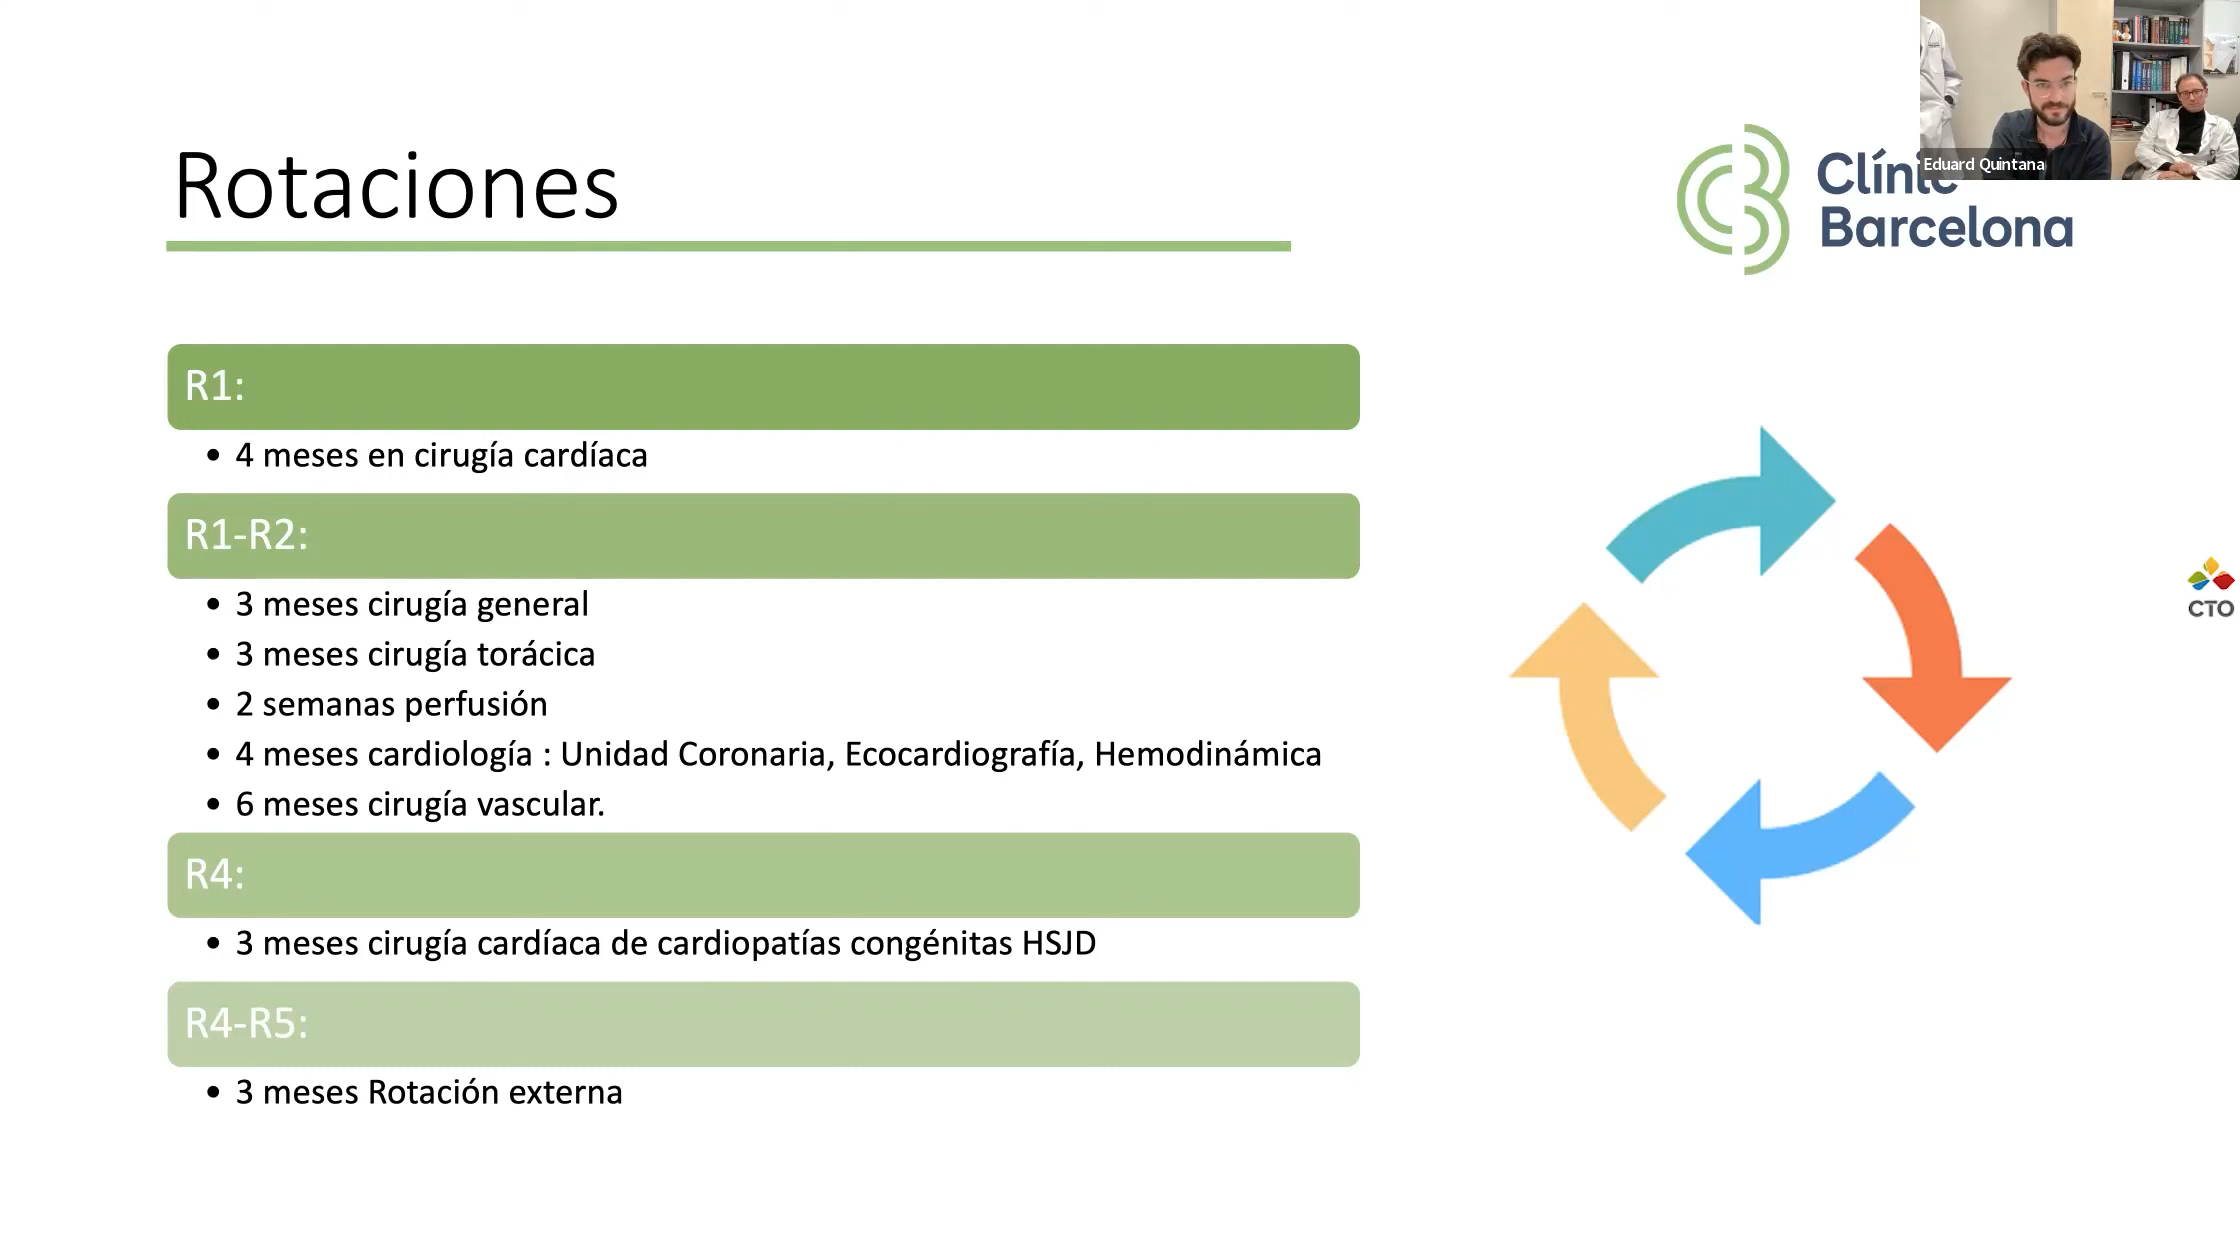 Rotaciones
Clínic
Barcelona
Eduard Quintana
R1:
• 4 meses en cirugía cardíaca
R1-R2:
• 3 meses cirugía general
• 3 meses cirugía torácica
• 2 semanas perfusión
• 4 meses cardiología : Unidad Coronaria, Ecocardiografía, Hemodinámica
• 6 meses cirugía vascular.
R4:
• 3 meses cirugía cardíaca de cardiopatías congénitas HSJD
R4-R5:
• 3 meses Rotación externa
CTO